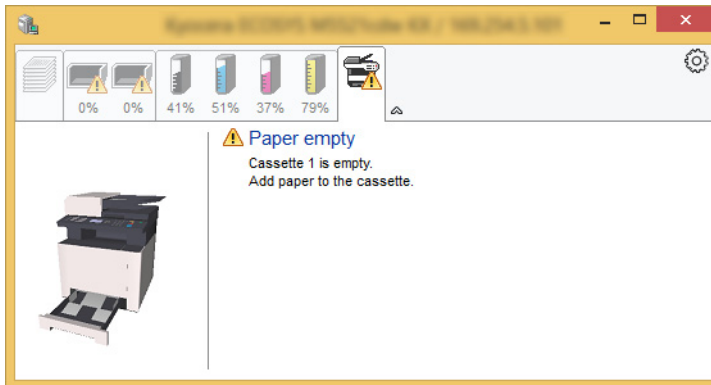 0% 0% 41% 51% 37% 79%
Paper empty
Cassette 1 is empty.
Add paper to the cassette.